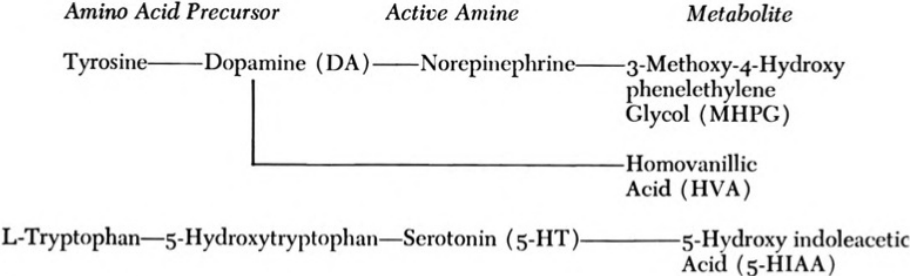 Amino Acid Precursor Active Amine Metabolite
Tyrosine——Dopamine (DA)——Norepinephrine——3-Methoxy-4-Hydroxy
phenelethylene
Glycol (MHPG)
Homovanillic
Acid (HVA)
L-Tryptophan—5-Hydroxytryptophan—Serotonin (5-HT)————5-Hydroxy indoleacetic
Acid (5-HIAA)